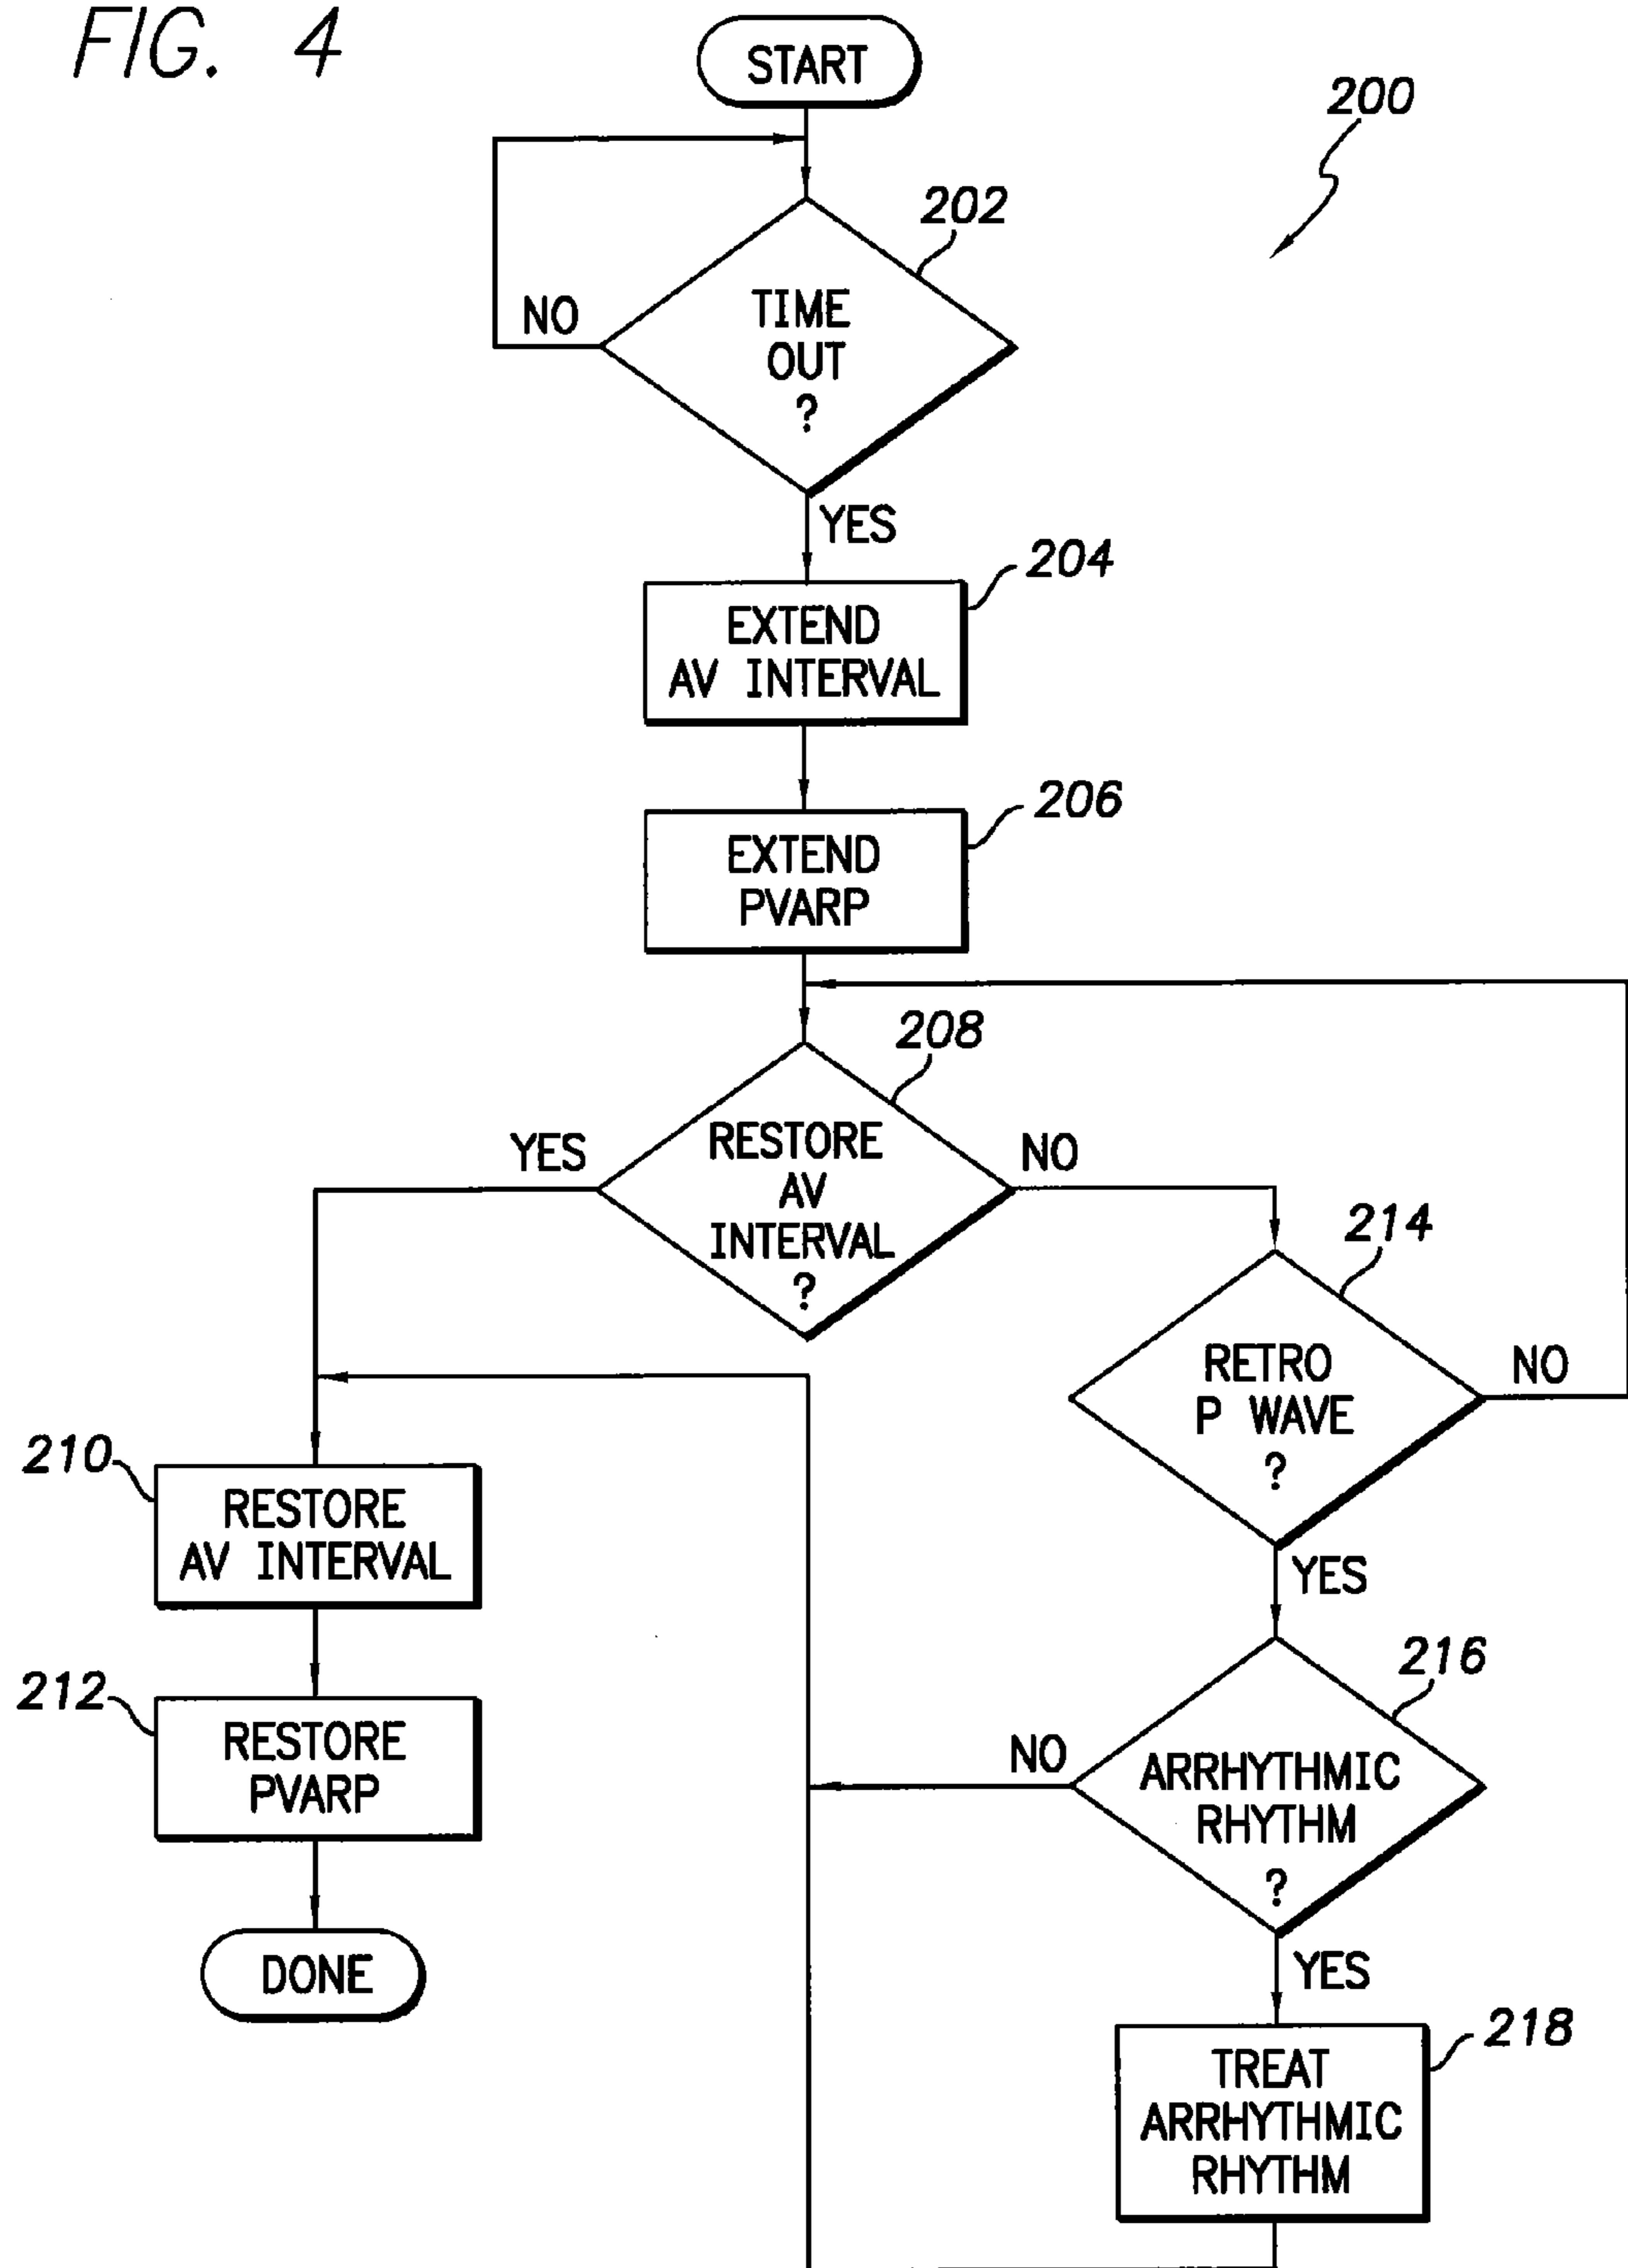 FIG. 4
START
200
202
TIME
OUT
?
NO
YES
204
EXTEND
AV INTERVAL
206
EXTEND
PVARP
208
RESTORE
AV
INTERVAL
?
YES
NO
214
RETRO
P WAVE
?
NO
YES
210
RESTORE
AV INTERVAL
216
ARRHYTHMIC
RHYTHM
?
NO
YES
212
RESTORE
PVARP
DONE
218
TREAT
ARRHYTHMIC
RHYTHM